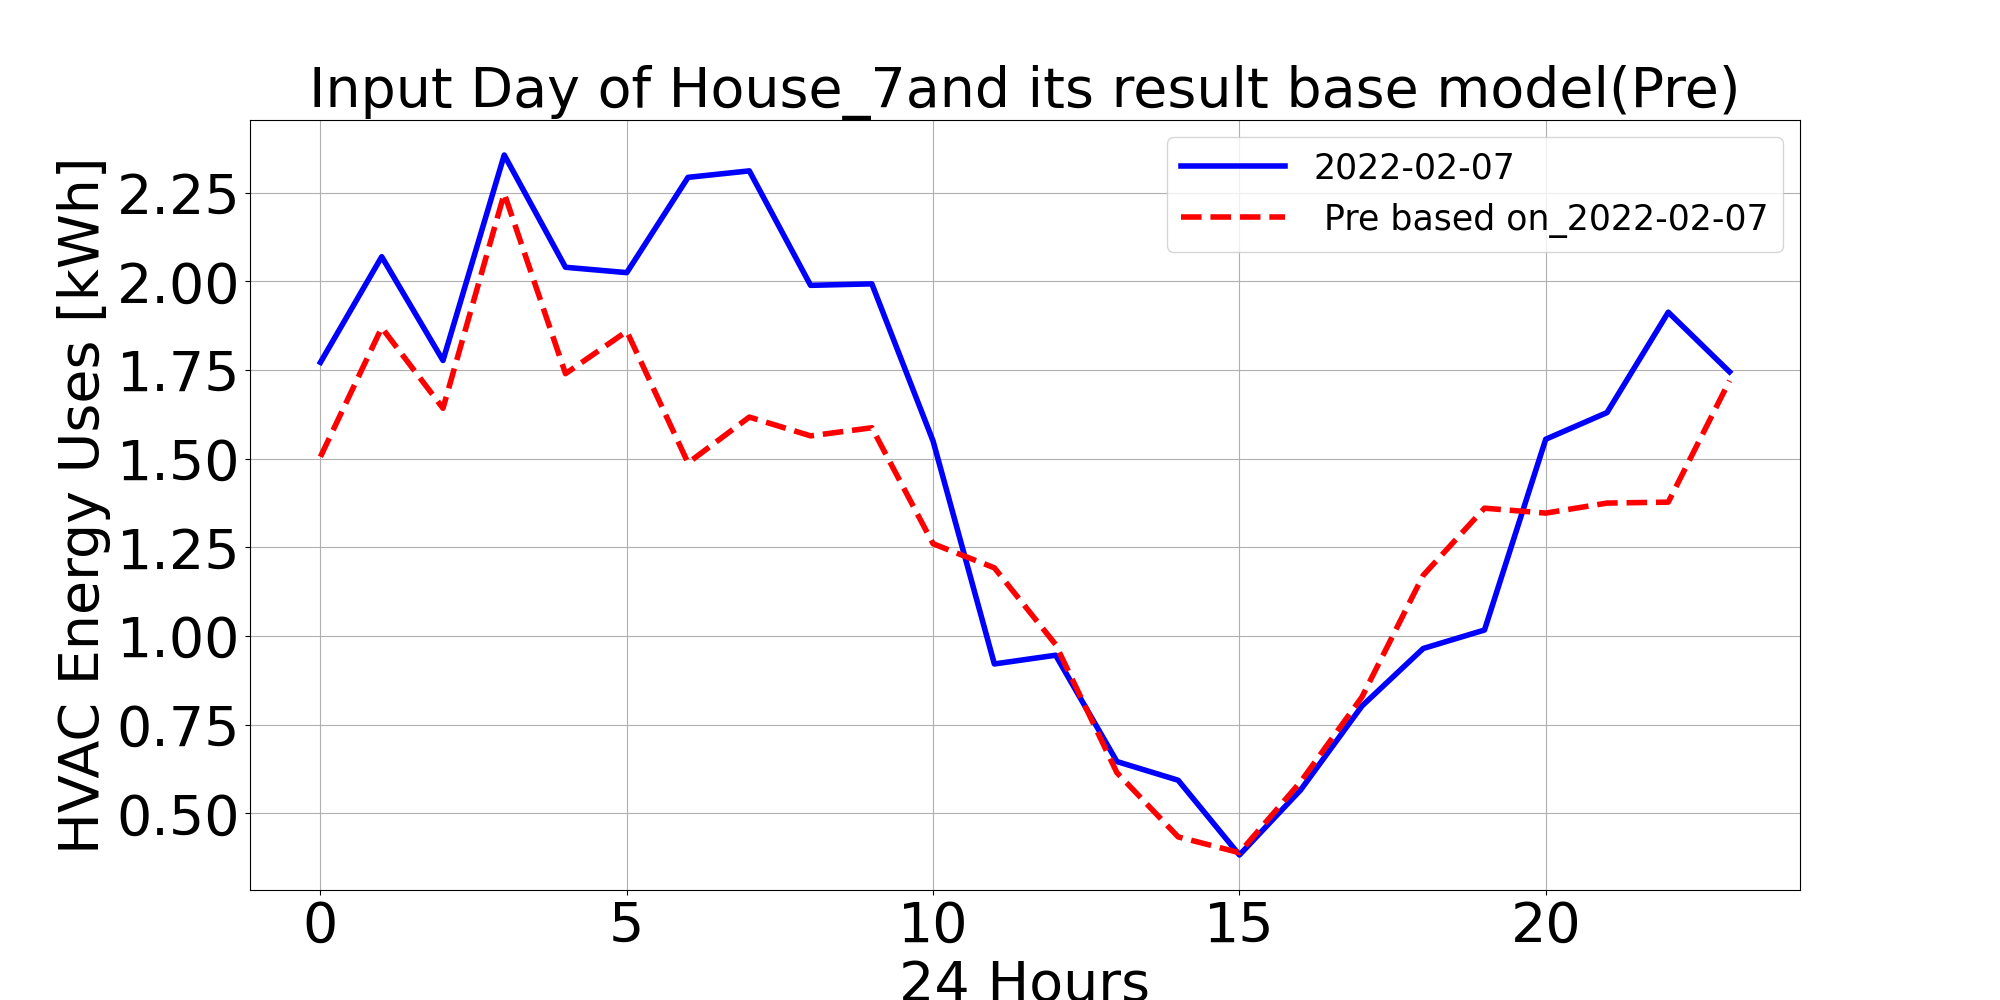 Input Day of House_7and its result base model(Pre)
HVAC Energy Uses [kWh]
2022-02-07
Pre based on_2022-02-07
2.25
2.00
1.75
1.50
1.25
1.00
0.75
0.50
0 5 10 15 20
24 Hours